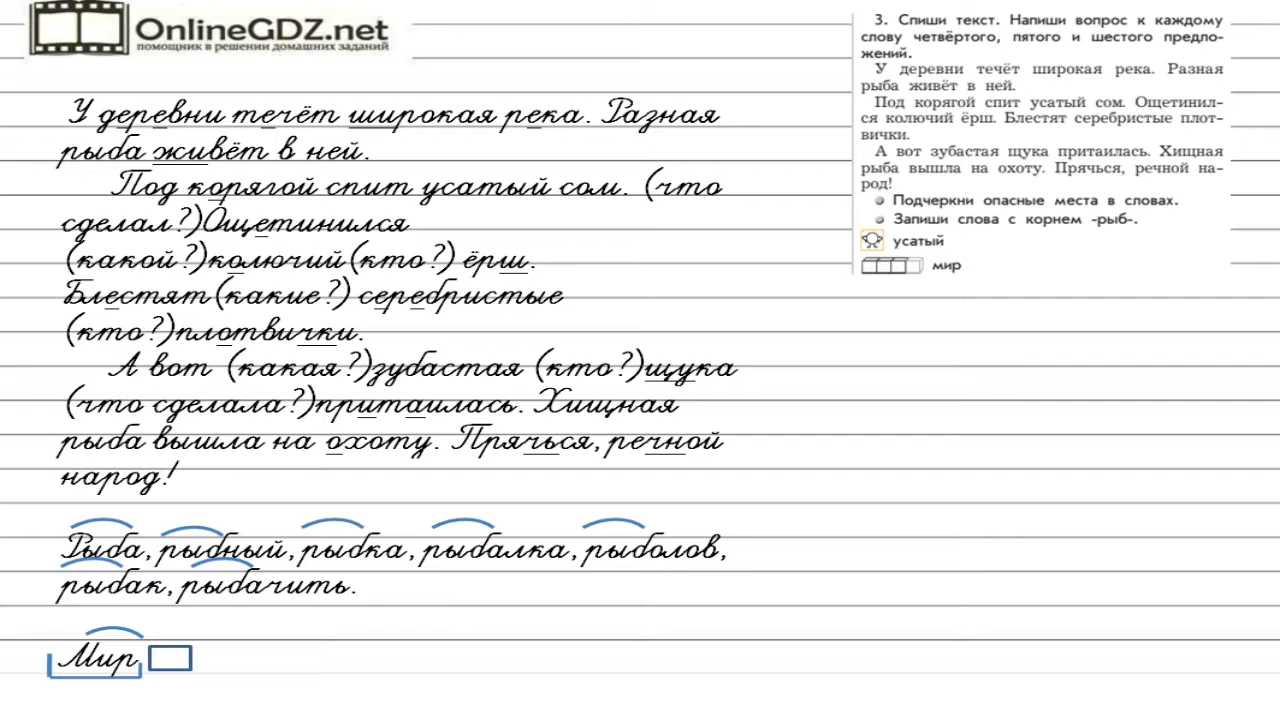 OnlineGDZ.net
помощник в решении домашних заданий
У деревни течёт широкая река. Разная
рыба живёт в ней.
Под корягой спит усатый сом. (что
сделал?)Ощетинился
(какой?)колючий(кто?) ёрш.
Блестят(какие?) серебристые
(кто?)плотвички.
А вот (какая?)зубастая (кто?)щука
(что сделала?)притаилась. Хищная
рыба вышла на охоту. Прячься, речной
народ!
Рыба, рыбный, рыбка, рыбалка, рыболов,
рыбак, рыбачить.
Мир
3. Спиши текст. Напиши вопрос к каждому
слову четвёртого, пятого и шестого предло-
жений.
У деревни течёт широкая река. Разная
рыба живёт в ней.
Под корягой спит усатый сом. Ощетинил-
ся колючий ёрш. Блестят серебристые плот-
вички.
А вот зубастая щука притаилась. Хищная
рыба вышла на охоту. Прячься, речной на-
род!
Подчеркни опасные места в словах.
Запиши слова с корнем -рыб-.
усатый
мир